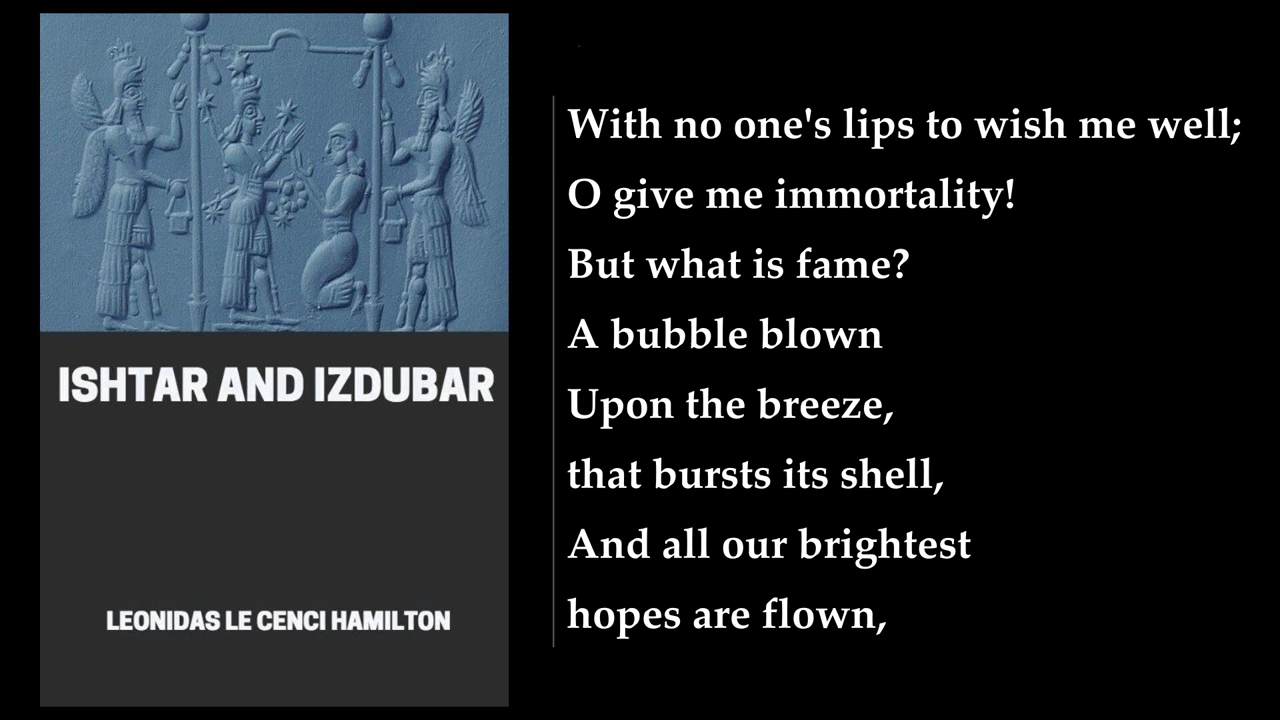 ISHTAR AND IZDUBAR
LEONIDAS LE CENCI HAMILTON
With no one's lips to wish me well;
O give me immortality!
But what is fame?
A bubble blown
Upon the breeze,
that bursts its shell,
And all our brightest
hopes are flown,